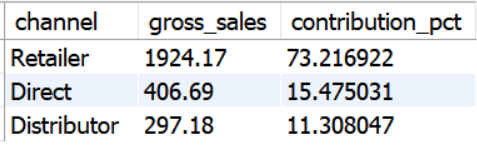 channel gross_sales contribution_pct
Retailer 1924.17 73.216922
Direct 406.69 15.475031
Distributor 297.18 11.308047